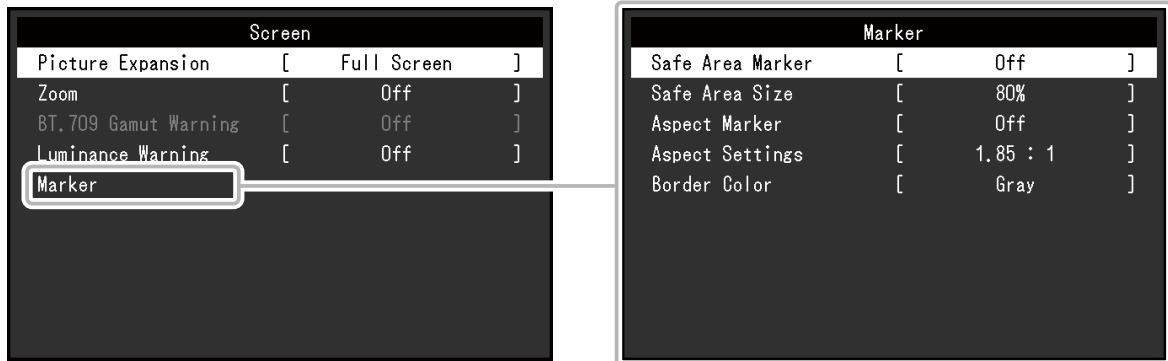 Screen
Picture Expansion [ Full Screen ]
Zoom [ Off ]
BT.709 Gamut Warning [ Off ]
Luminance Warning [ Off ]
Marker
Marker
Safe Area Marker [ Off ]
Safe Area Size [ 80% ]
Aspect Marker [ Off ]
Aspect Settings [ 1.85 : 1 ]
Border Color [ Gray ]